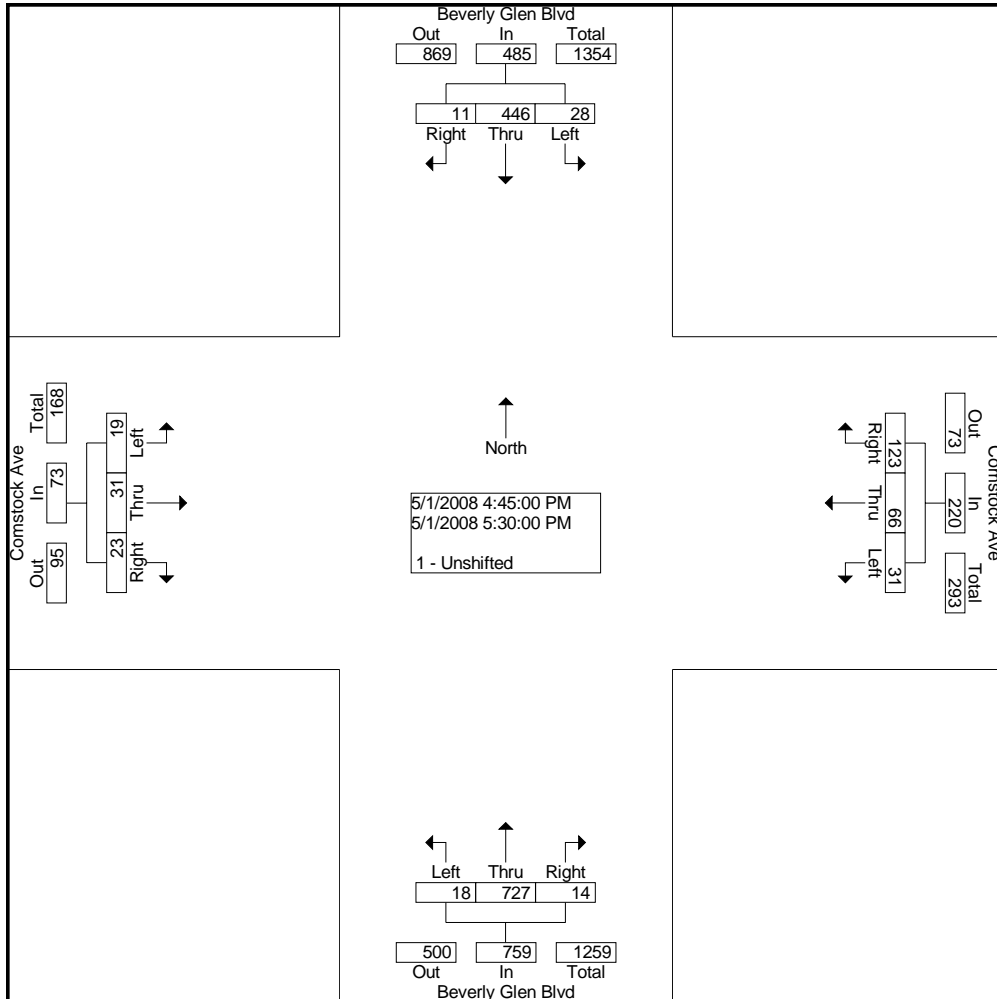 Beverly Glen Blvd
Out In Total
869 485 1354
11 446 28
Right Thru Left
North
5/1/2008 4:45:00 PM
5/1/2008 5:30:00 PM
1 - Unshifted
Comstock Ave
Total In Out
168 73 95
19 31 23
Left Thru Right
Comstock Ave
Out In Total
73 220 293
123 66 31
Right Thru Left
Left Thru Right
18 727 14
500 759 1259
Out In Total
Beverly Glen Blvd